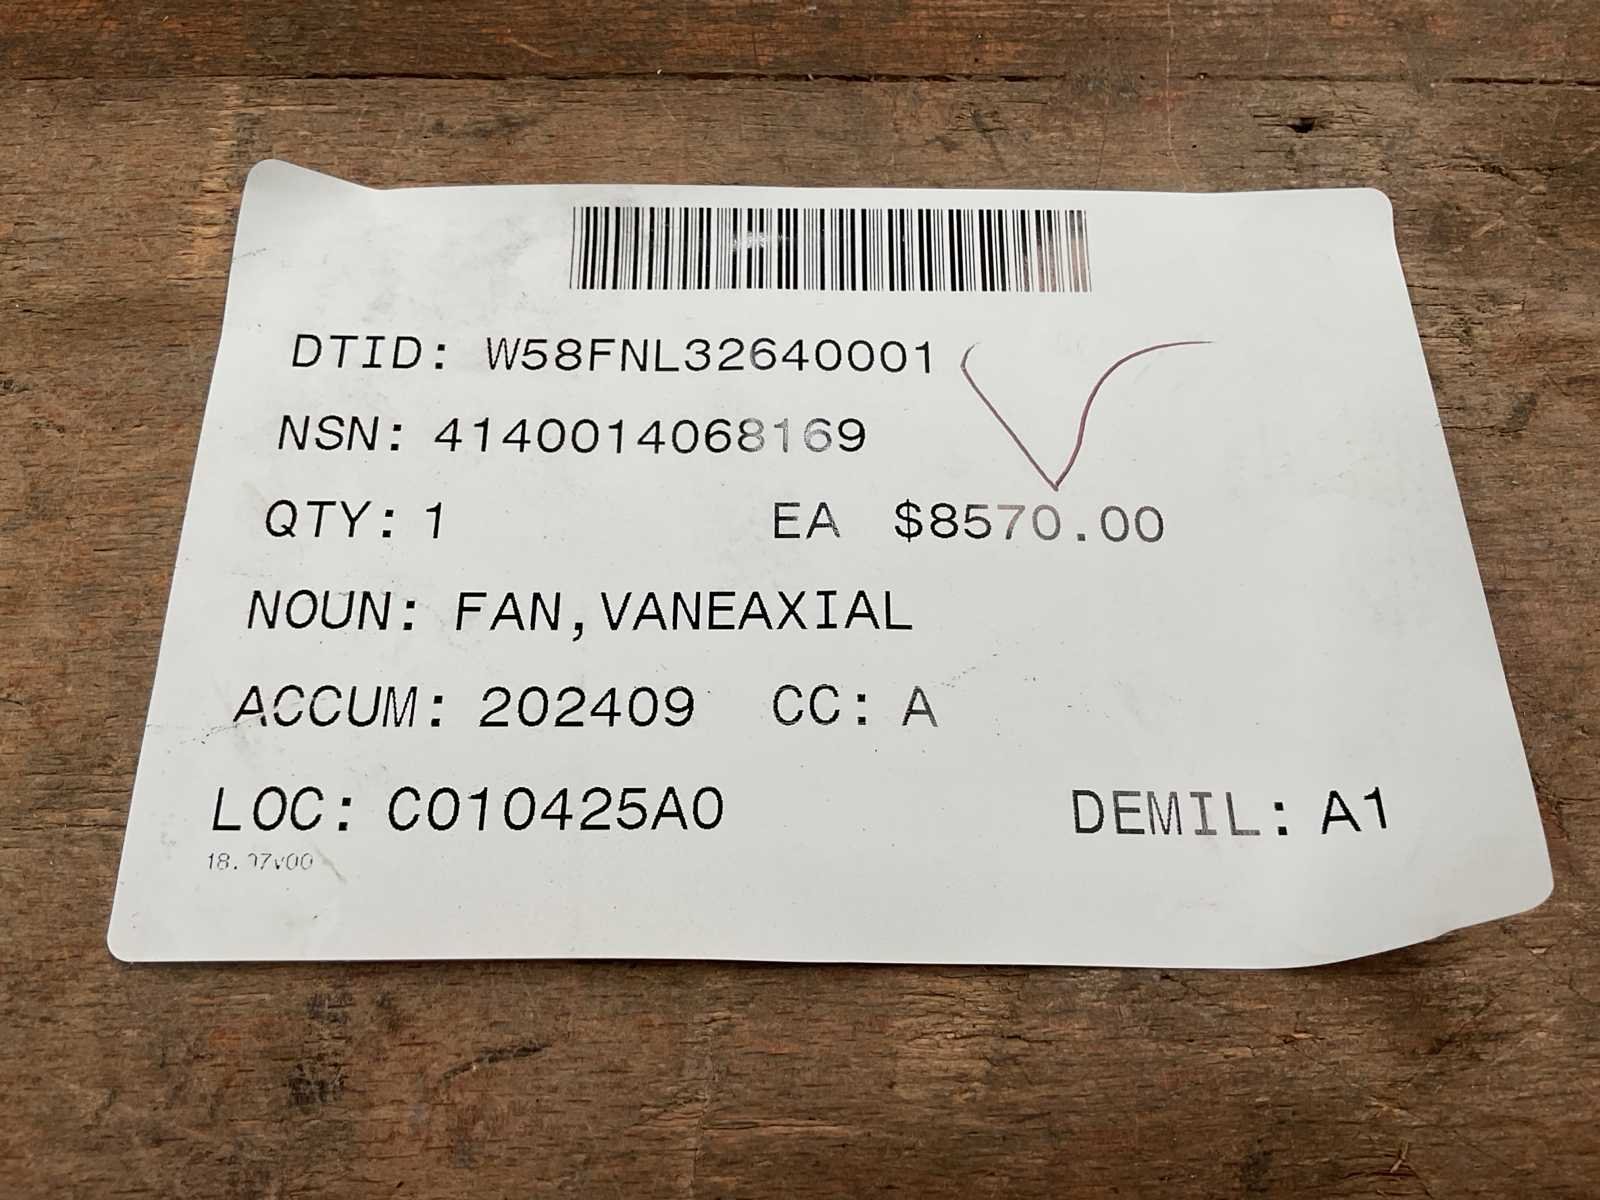 DTID: W58FNL32640001
NSN: 4140014068169
QTY: 1 EA $8570.00
NOUN: FAN,VANEAXIAL
ACCUM: 202409 CC: A
LOC: C010425A0 DEMIL: A1